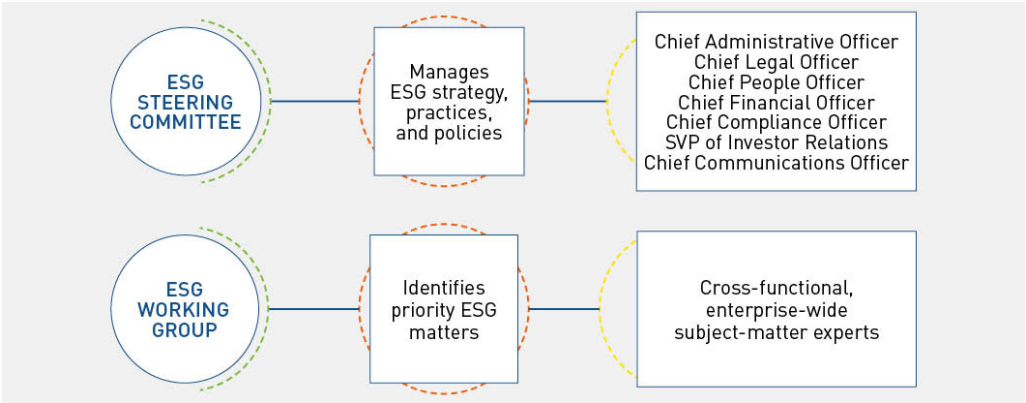 ESG
STEERING
COMMITTEE
Manages
ESG strategy,
practices,
and policies
Chief Administrative Officer
Chief Legal Officer
Chief People Officer
Chief Financial Officer
Chief Compliance Officer
SVP of Investor Relations
Chief Communications Officer
ESG
WORKING
GROUP
Identifies
priority ESG
matters
Cross-functional,
enterprise-wide
subject-matter experts